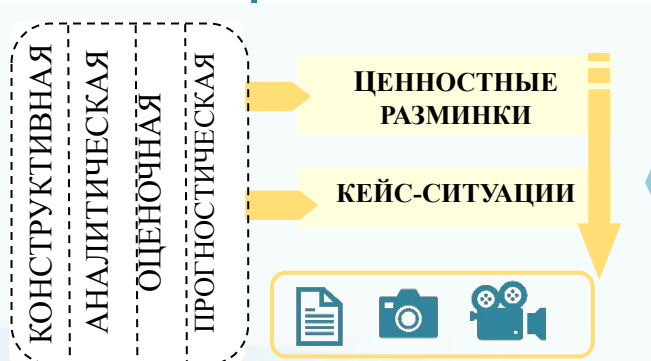 КОНСТРУКТИВНАЯ
АНАЛИТИЧЕСКАЯ
ОЦЕНОЧНАЯ
ПРОГНОСТИЧЕСКАЯ
ЦЕННОСТНЫЕ
РАЗМИНКИ
КЕЙС-СИТУАЦИИ